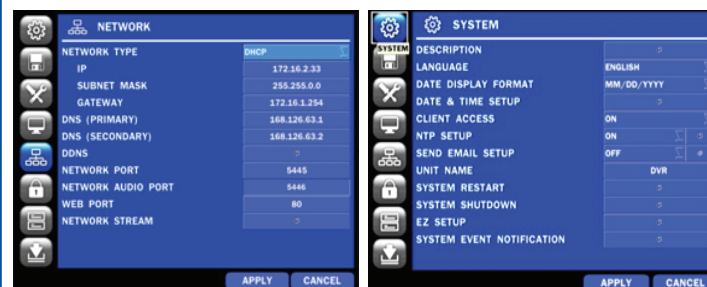 NETWORK
NETWORK TYPE DHCP
IP 172.16.2.33
SUBNET MASK 255.255.0.0
GATEWAY 172.16.1.254
DNS (PRIMARY) 168.126.63.1
DNS (SECONDARY) 168.126.63.2
DDNS
NETWORK PORT 5445
NETWORK AUDIO PORT 5446
WEB PORT 80
NETWORK STREAM
APPLY CANCEL
SYSTEM
SYSTEM
DESCRIPTION
LANGUAGE ENGLISH
DATE DISPLAY FORMAT MM/DD/YYYY
DATE & TIME SETUP
CLIENT ACCESS ON
NTP SETUP ON
SEND EMAIL SETUP OFF
UNIT NAME DVR
SYSTEM RESTART
SYSTEM SHUTDOWN
EZ SETUP
SYSTEM EVENT NOTIFICATION
APPLY CANCEL